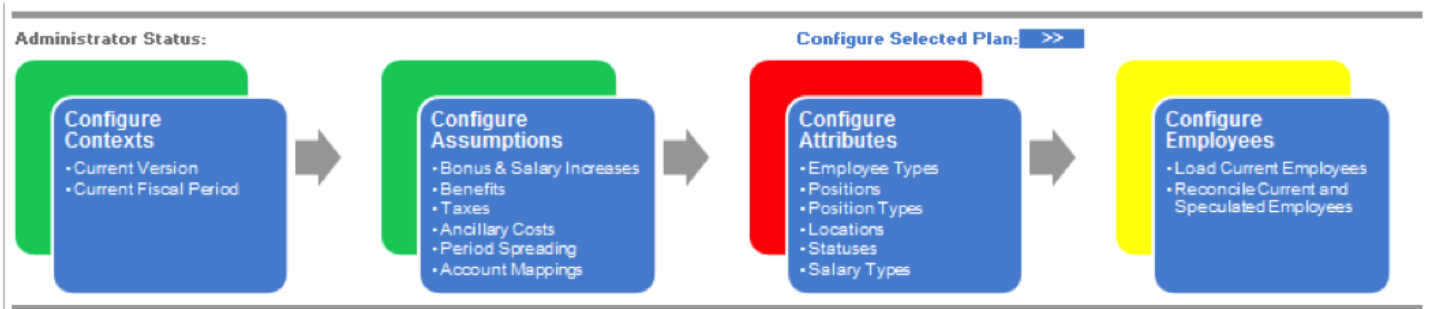 Administrator Status:
Configure Selected Plan: >>
Configure
Contexts
• Current Version
• Current Fiscal Period
Configure
Assumptions
• Bonus & Salary Increases
• Benefits
• Taxes
• Ancillary Costs
• Period Spreading
• Account Mappings
Configure
Attributes
• Employee Types
• Positions
• Position Types
• Locations
• Statuses
• Salary Types
Configure
Employees
• Load Current Employees
• Reconcile Current and
Speculated Employees